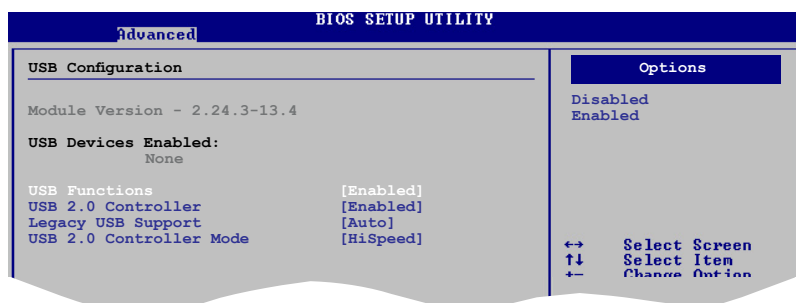 BIOS SETUP UTILITY
Advanced
USB Configuration
Module Version - 2.24.3-13.4
USB Devices Enabled:
None
USB Functions [Enabled]
USB 2.0 Controller [Enabled]
Legacy USB Support [Auto]
USB 2.0 Controller Mode [HiSpeed]
Options
Disabled
Enabled
←→ Select Screen
↑↓ Select Item
+- Change Option